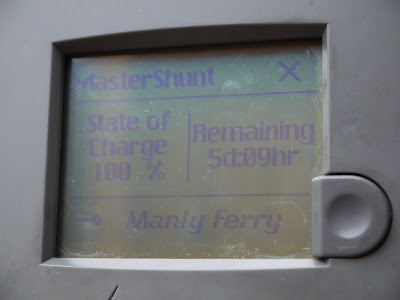 MasterShunt X
State of
Charge
100 %
Remaining
5d:09hr
Manly Ferry